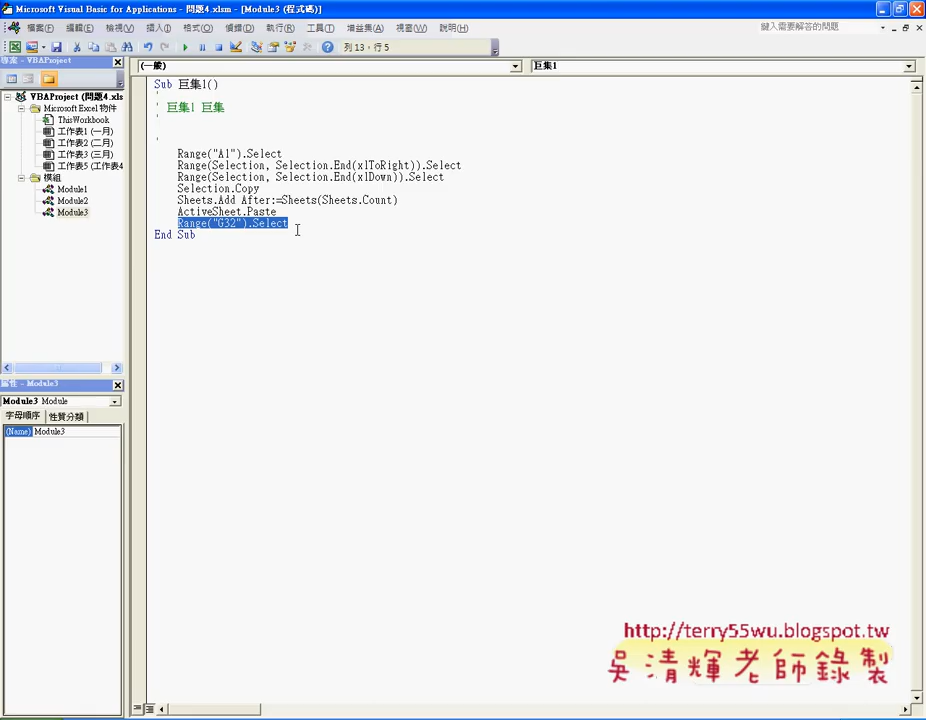 Microsoft Visual Basic for Applications - 問題4.xlsm - [Module3 (程式碼)]
檔案(F) 編輯(E) 檢視(V) 插入(I) 格式(O) 偵錯(D) 執行(R) 工具(T) 增益集(A) 視窗(W) 說明(H)
鍵入需要解答的問題
列 13，行 5
專案 - VBAProject
(一般)
巨集1
VBAProject (問題4.xls
Microsoft Excel 物件
ThisWorkbook
工作表1 (一月)
工作表2 (二月)
工作表3 (三月)
工作表5 (工作表4
模組
Module1
Module2
Module3
Sub 巨集1()
'
' 巨集1 巨集
'
'
Range("A1").Select
Range(Selection, Selection.End(xlToRight)).Select
Range(Selection, Selection.End(xlDown)).Select
Selection.Copy
Sheets.Add After:=Sheets(Sheets.Count)
ActiveSheet.Paste
Range("G32").Select
End Sub
屬性 - Module3
Module3 Module
字母順序 性質分類
(Name) Module3
http://terry55wu.blogspot.tw
吳清輝老師錄製